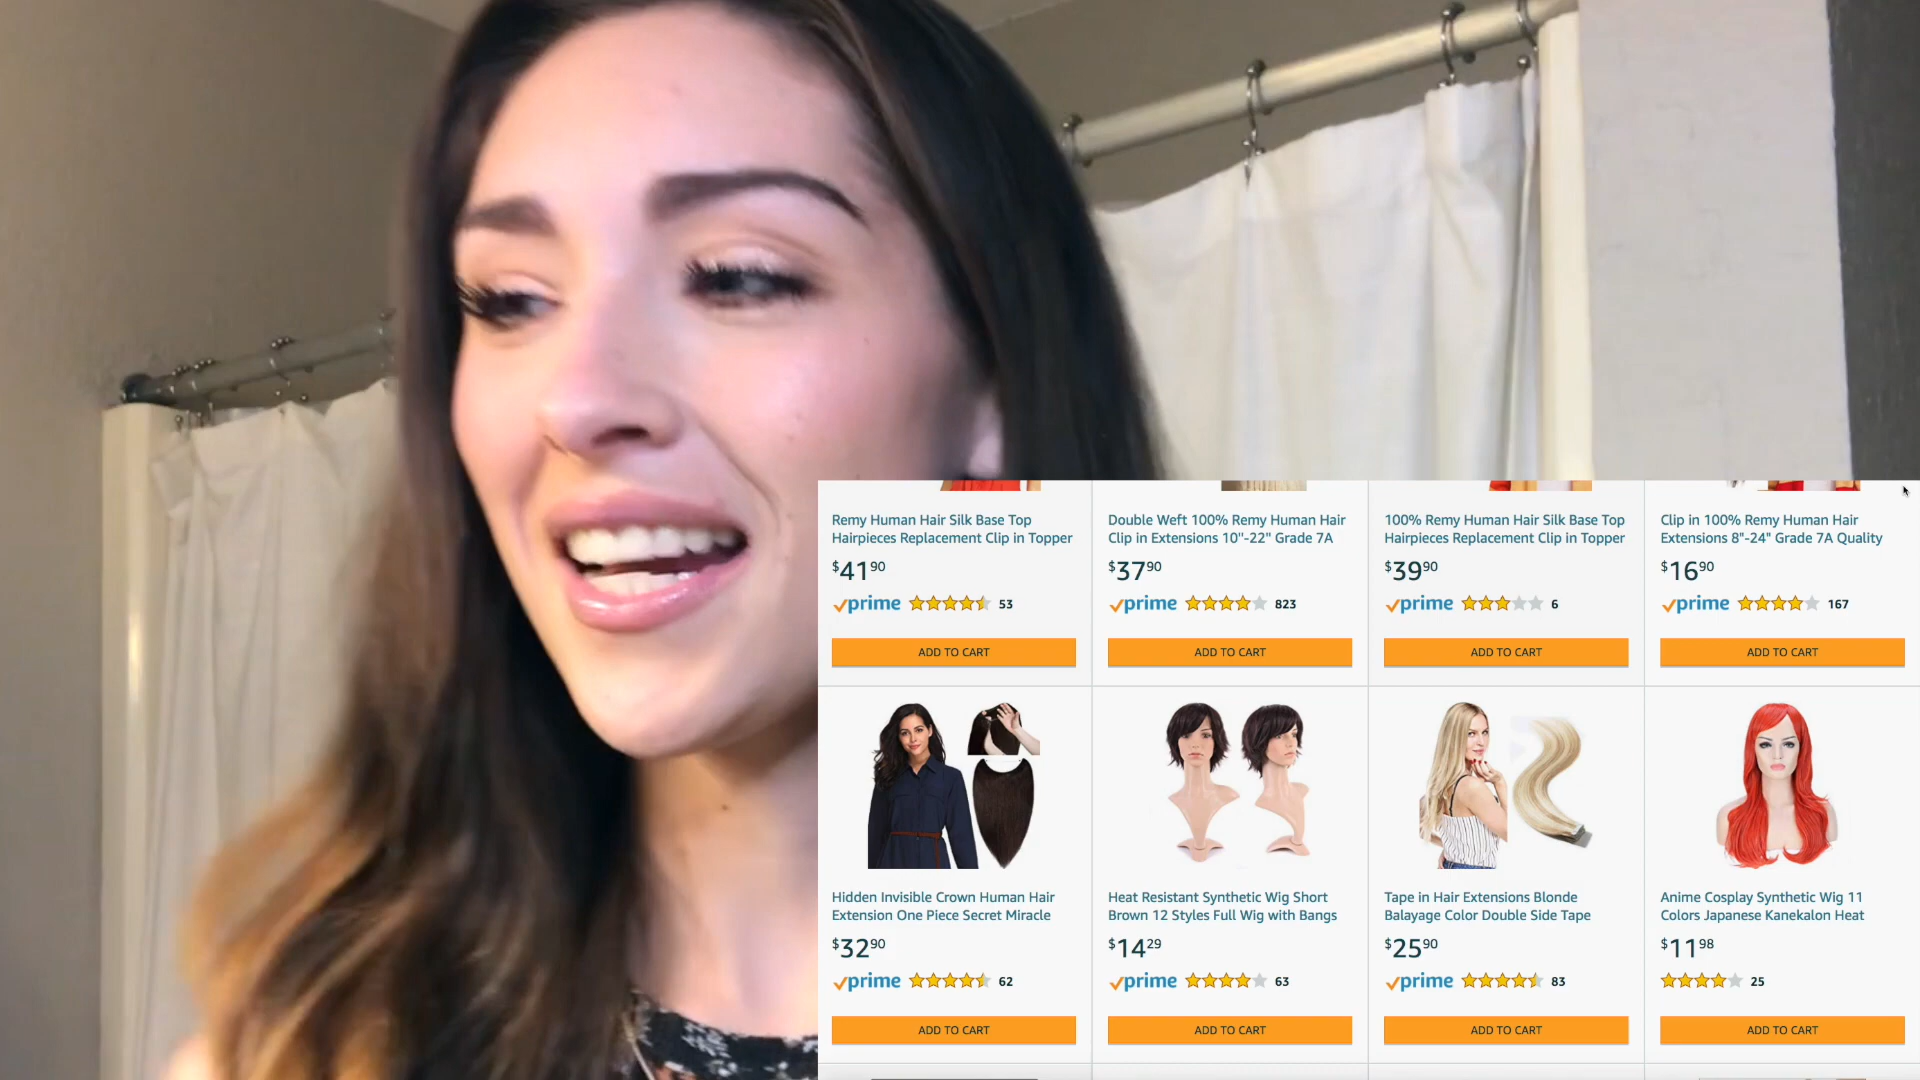 Remy Human Hair Silk Base Top
Hairpieces Replacement Clip in Topper
$41 90
prime 53
ADD TO CART
Double Weft 100% Remy Human Hair
Clip in Extensions 10''-22'' Grade 7A
$37 90
prime 823
ADD TO CART
100% Remy Human Hair Silk Base Top
Hairpieces Replacement Clip in Topper
$39 90
prime 6
ADD TO CART
Clip in 100% Remy Human Hair
Extensions 8"-24" Grade 7A Quality
$16 90
prime 167
ADD TO CART
Hidden Invisible Crown Human Hair
Extension One Piece Secret Miracle
$32 90
prime 62
ADD TO CART
Heat Resistant Synthetic Wig Short
Brown 12 Styles Full Wig with Bangs
$14 29
prime 63
ADD TO CART
Tape in Hair Extensions Blonde
Balayage Color Double Side Tape
$25 90
prime 83
ADD TO CART
Anime Cosplay Synthetic Wig 11
Colors Japanese Kanekalon Heat
$11 98
25
ADD TO CART